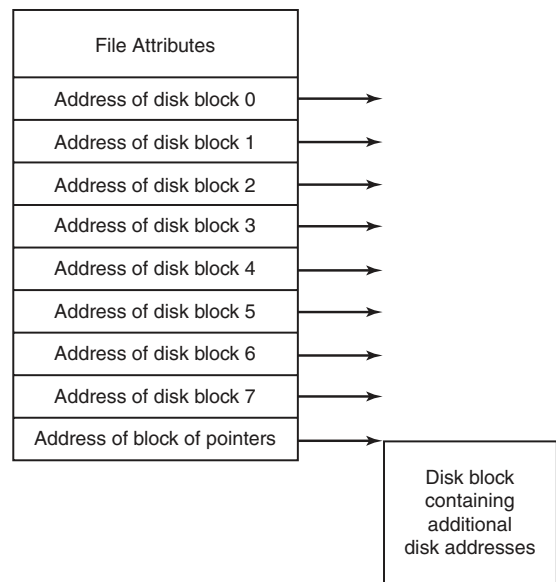 File Attributes
Address of disk block 0
Address of disk block 1
Address of disk block 2
Address of disk block 3
Address of disk block 4
Address of disk block 5
Address of disk block 6
Address of disk block 7
Address of block of pointers
Disk block
containing
additional
disk addresses